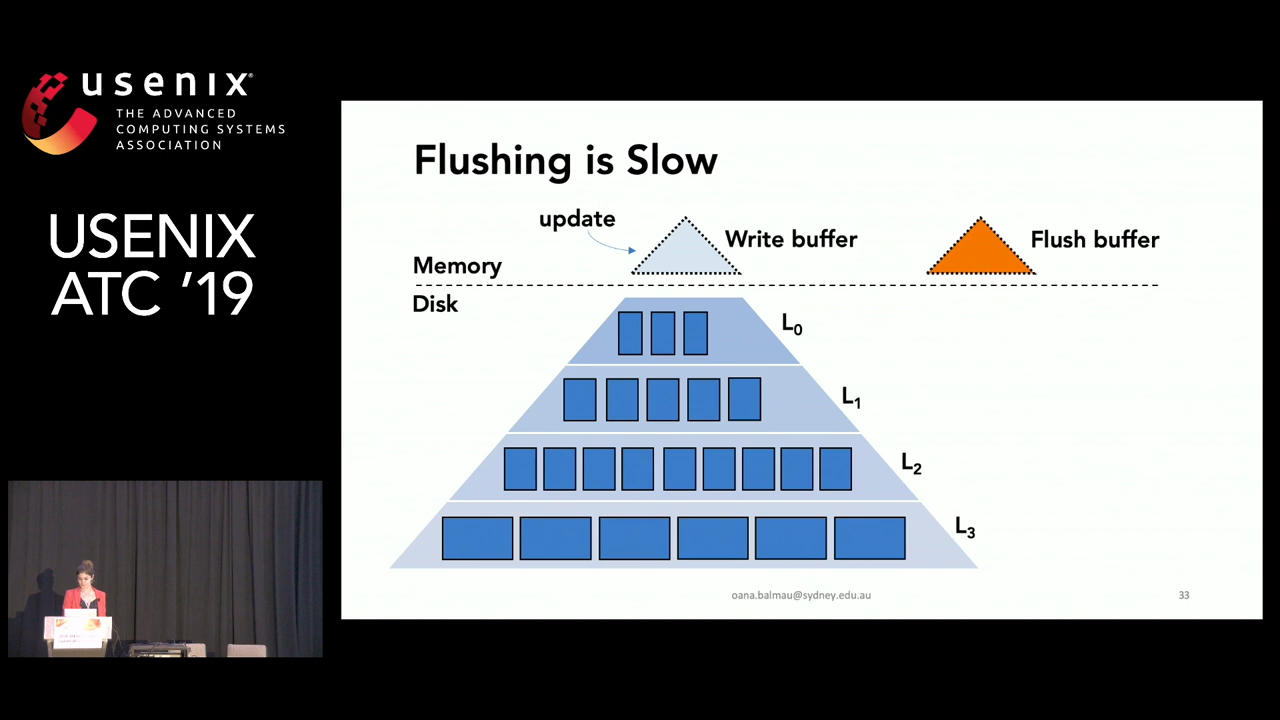 usenix
THE ADVANCED
COMPUTING SYSTEMS
ASSOCIATION
USENIX
ATC '19
Flushing is Slow
update
Write buffer
Flush buffer
Memory
Disk
L0
L1
L2
L3
oana.balmau@sydney.edu.au
33